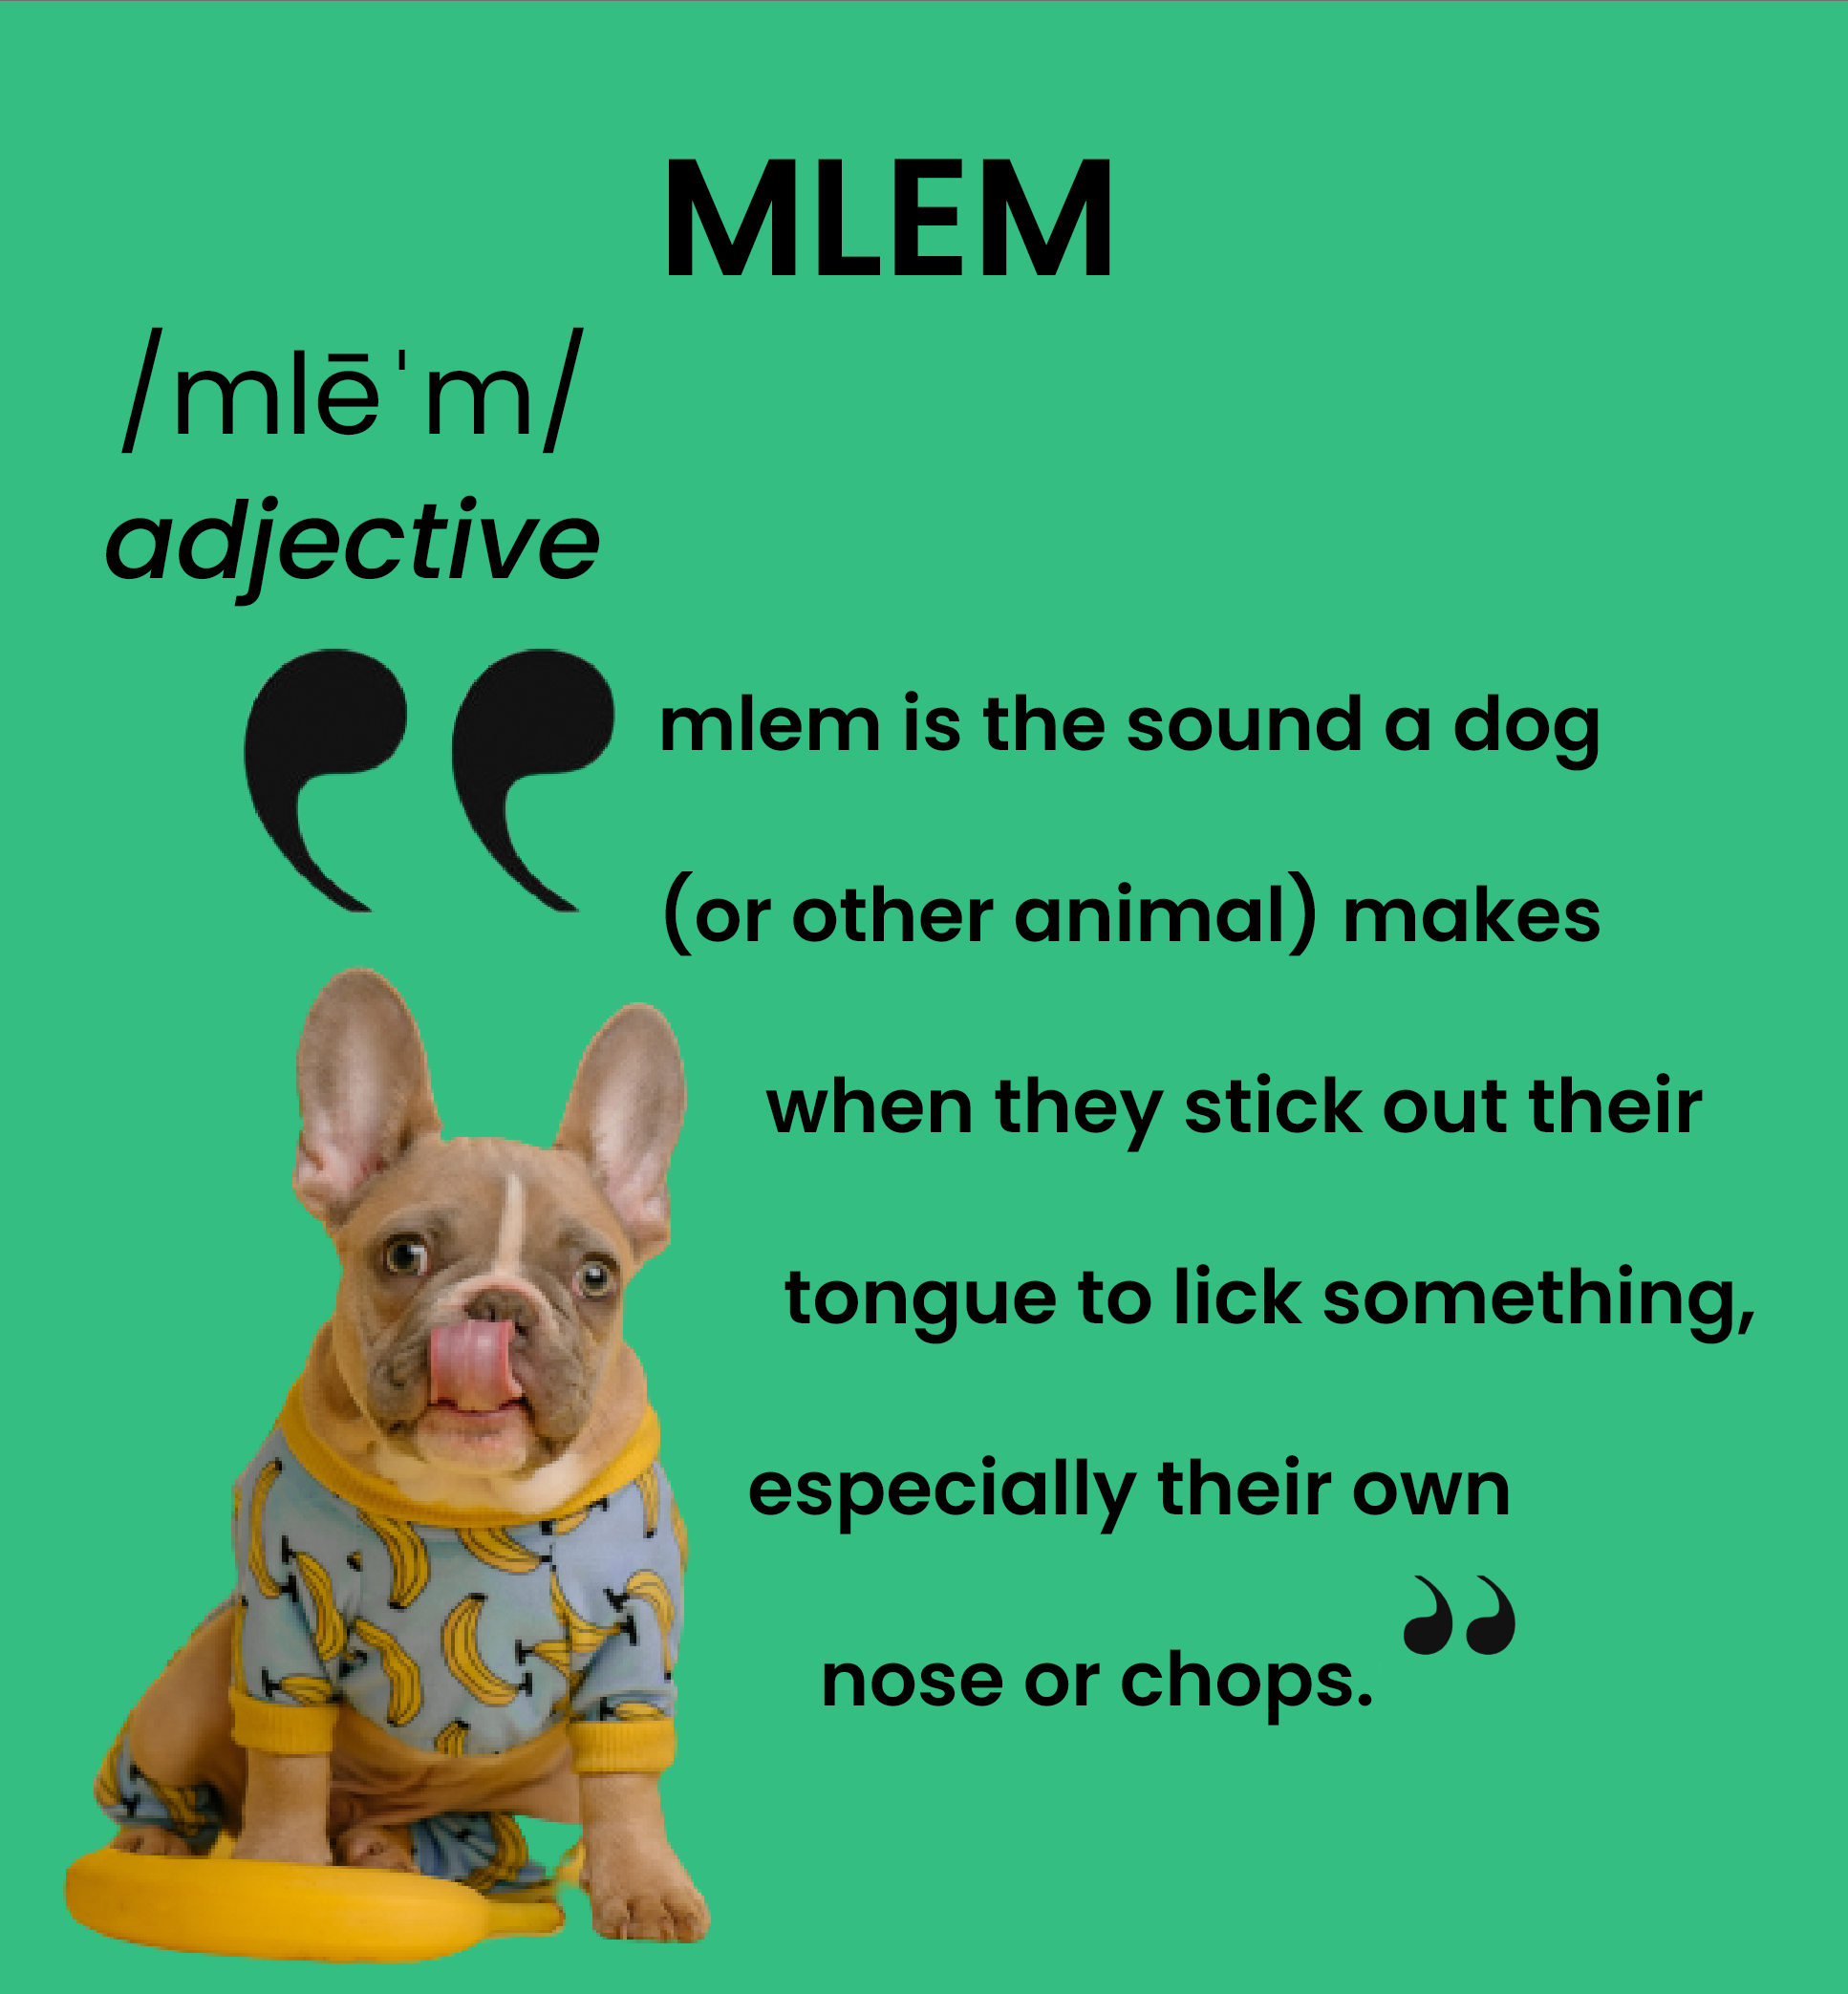 MLEM
/mlēˈm/
adjective
“mlem is the sound a dog
(or other animal) makes
when they stick out their
tongue to lick something,
especially their own
nose or chops.”